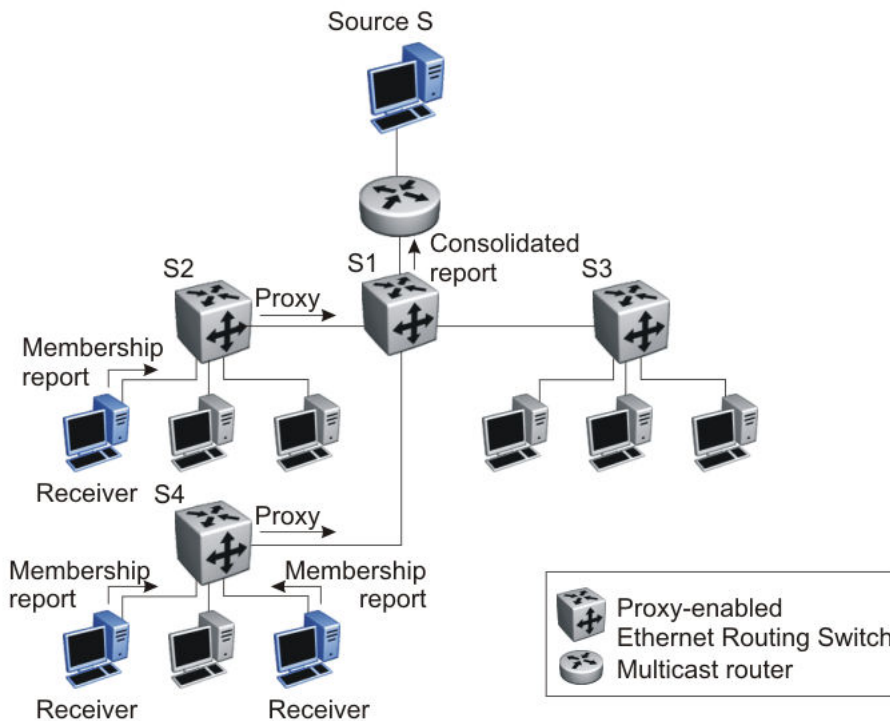 Source S
Consolidated
report
S1
S2
S3
Proxy
Membership
report
Receiver
S4
Proxy
Membership
report
Membership
report
Receiver
Receiver
Proxy-enabled
Ethernet Routing Switch
Multicast router